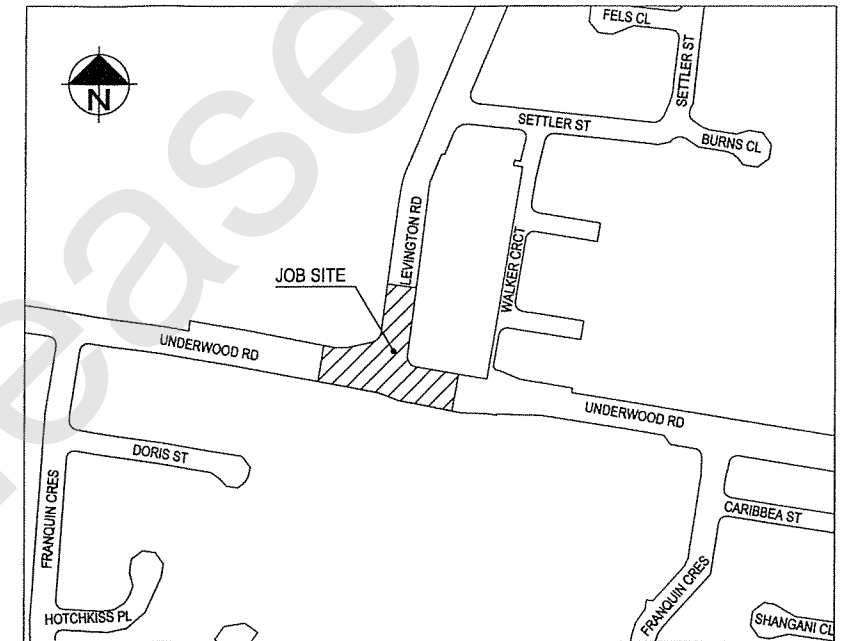 FELS CL
SETTLER ST
SETTLER ST
BURNS CL
N
LEVINGTON RD
WALKER CRCT
JOB SITE
UNDERWOOD RD
UNDERWOOD RD
DORIS ST
FRANQUIN CRES
CARIBBEA ST
FRANQUIN CRES
HOTCHKISS PL
SHANGANI CL
ease